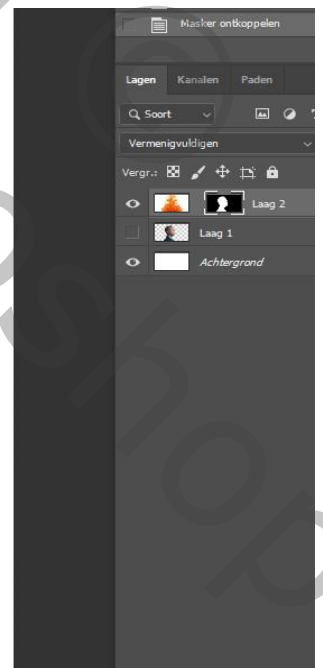 Masker ontkoppelen
Lagen Kanalen Paden
Soort
Vermenigvuldigen
Vergr.:
Laag 2
Laag 1
Achtergrond